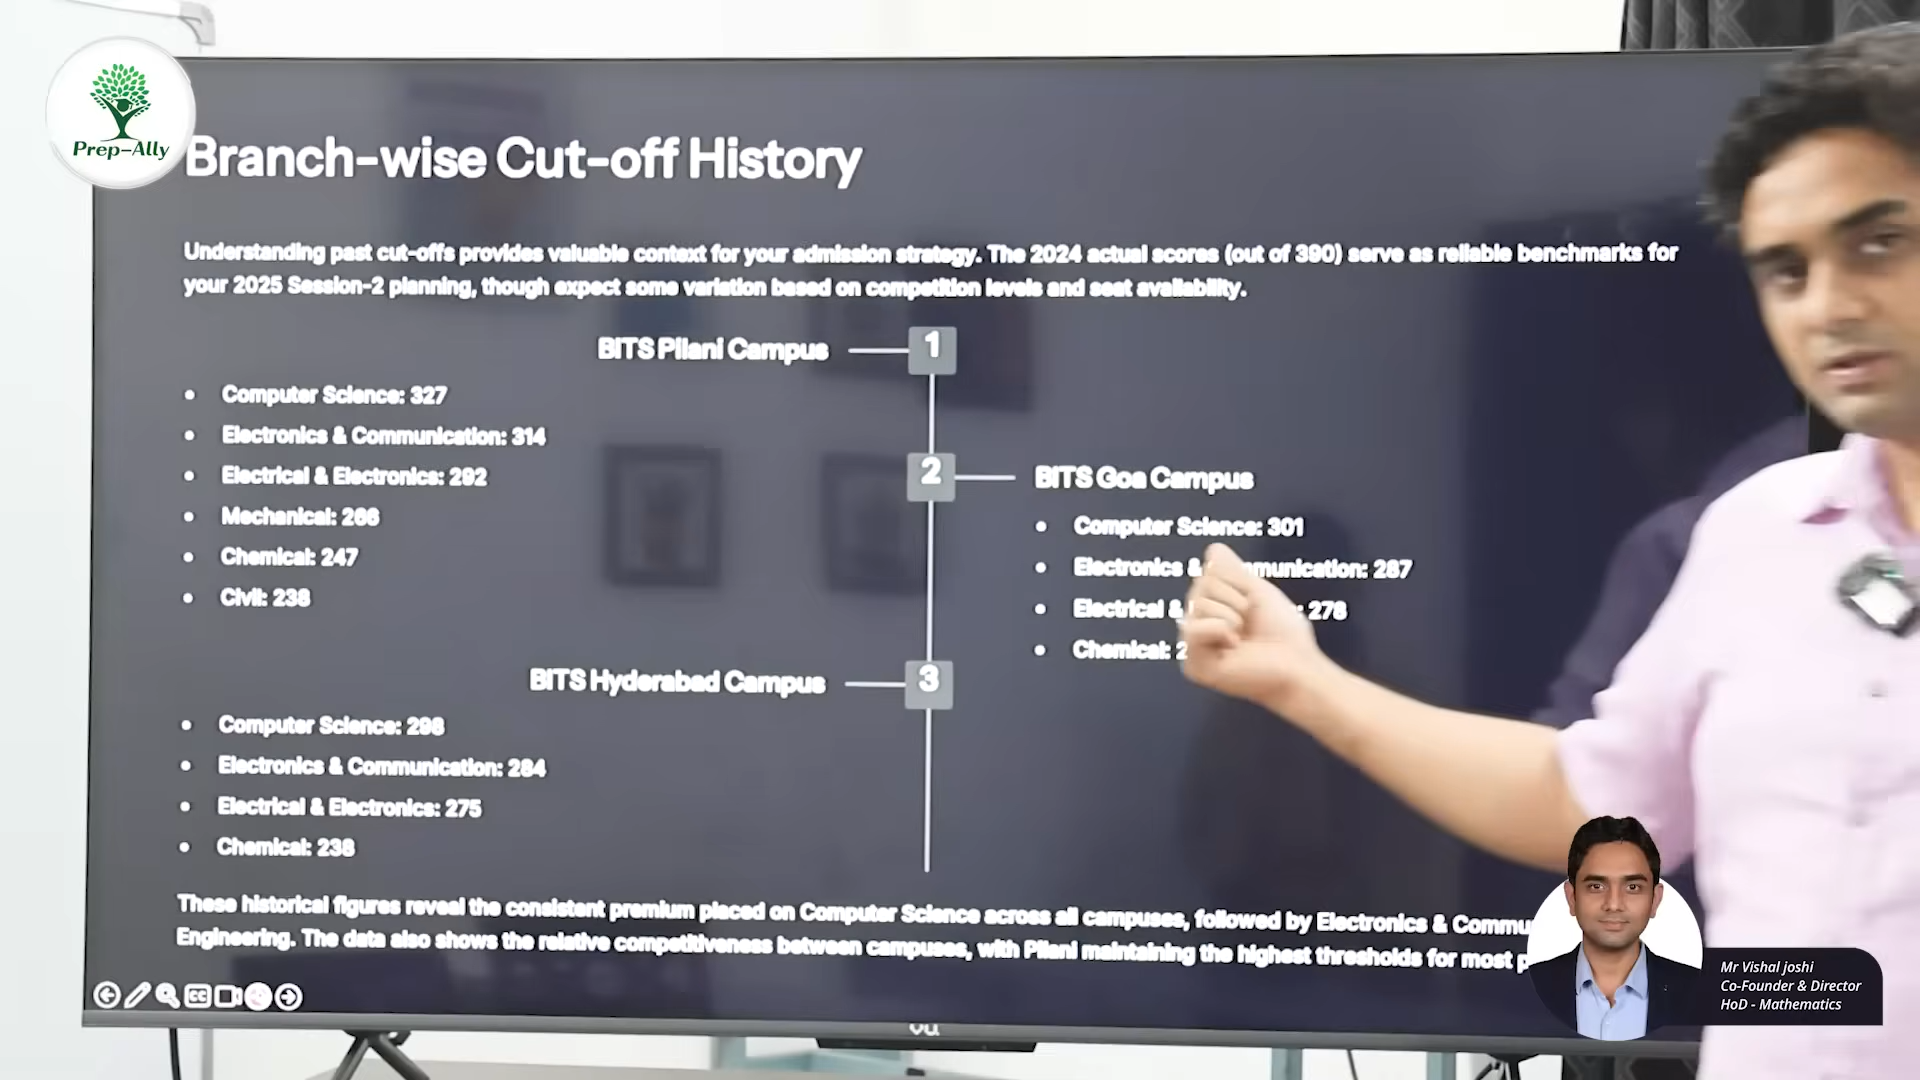 Prep-Ally
Branch-wise Cut-off History
Understanding past cut-offs provides valuable context for your admission strategy. The 2024 actual scores (out of 390) serve as reliable benchmarks for
your 2025 Session-2 planning, though expect some variation based on competition levels and seat availability.
BITS Pilani Campus
1
Computer Science: 327
Electronics & Communication: 314
Electrical & Electronics: 292
Mechanical: 266
Chemical: 247
Civil: 238
2
BITS Goa Campus
Computer Science: 301
Electronics & 287
Electrical & 278
Chemical:
BITS Hyderabad Campus
3
Computer Science: 298
Electronics & Communication: 284
Electrical & Electronics: 275
Chemical: 238
These historical figures reveal the consistent premium placed on Computer Science across all campuses, followed by Electronics &
Engineering. The data also shows the relative competitiveness between campuses, with Pilani maintaining the highest thresholds for most
CC
Mr Vishal joshi
Co-Founder & Director
HoD - Mathematics